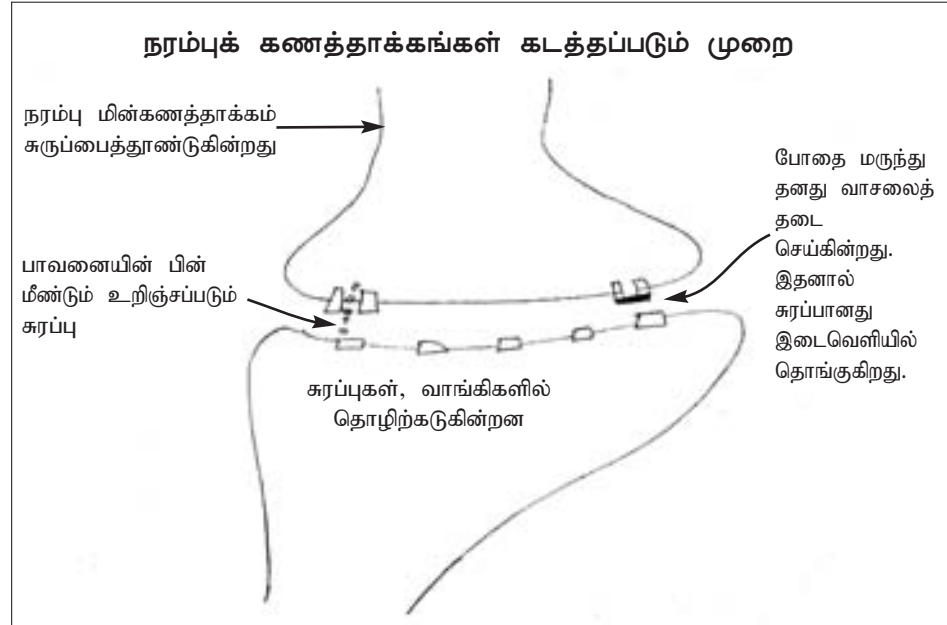 நரம்புக் கணத்தாக்கங்கள் கடத்தப்படும் முறை
நரம்பு மின்கணத்தாக்கம்
சுருப்பைத்தூண்டுகின்றது
போதை மருந்து
தனது வாசலைத்
தடை
செய்கின்றது.
இதனால்
சுரப்பானது
இடைவெளியில்
தொங்குகிறது.
பாவனையின் பின்
மீண்டும் உறிஞ்சப்படும்
சுரப்பு
சுரப்புகள், வாங்கிகளில்
தொழிற்கடுகின்றன